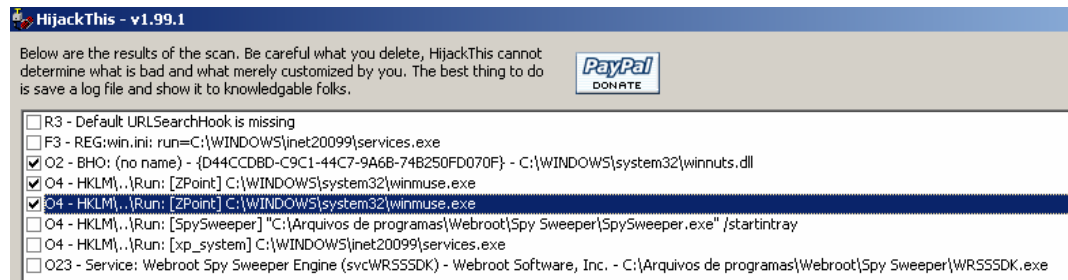 HijackThis - v1.99.1
Below are the results of the scan. Be careful what you delete, HijackThis cannot
determine what is bad and what merely customized by you. The best thing to do
is save a log file and show it to knowledgable folks.
PayPal
DONATE
R3 - Default URLSearchHook is missing
F3 - REG:win.ini: run=C:\WINDOWS\inet20099\services.exe
O2 - BHO: (no name) - {D44CCDBD-C9C1-44C7-9A6B-74B250FD070F} - C:\WINDOWS\system32\winnuts.dll
O4 - HKLM\..\Run: [ZPoint] C:\WINDOWS\system32\winmuse.exe
O4 - HKLM\..\Run: [ZPoint] C:\WINDOWS\system32\winmuse.exe
O4 - HKLM\..\Run: [SpySweeper] "C:\Arquivos de programas\Webroot\Spy Sweeper\SpySweeper.exe" /startintray
O4 - HKLM\..\Run: [xp_system] C:\WINDOWS\inet20099\services.exe
O23 - Service: Webroot Spy Sweeper Engine (svcWRSSSDK) - Webroot Software, Inc. - C:\Arquivos de programas\Webroot\Spy Sweeper\WRSSSDK.exe